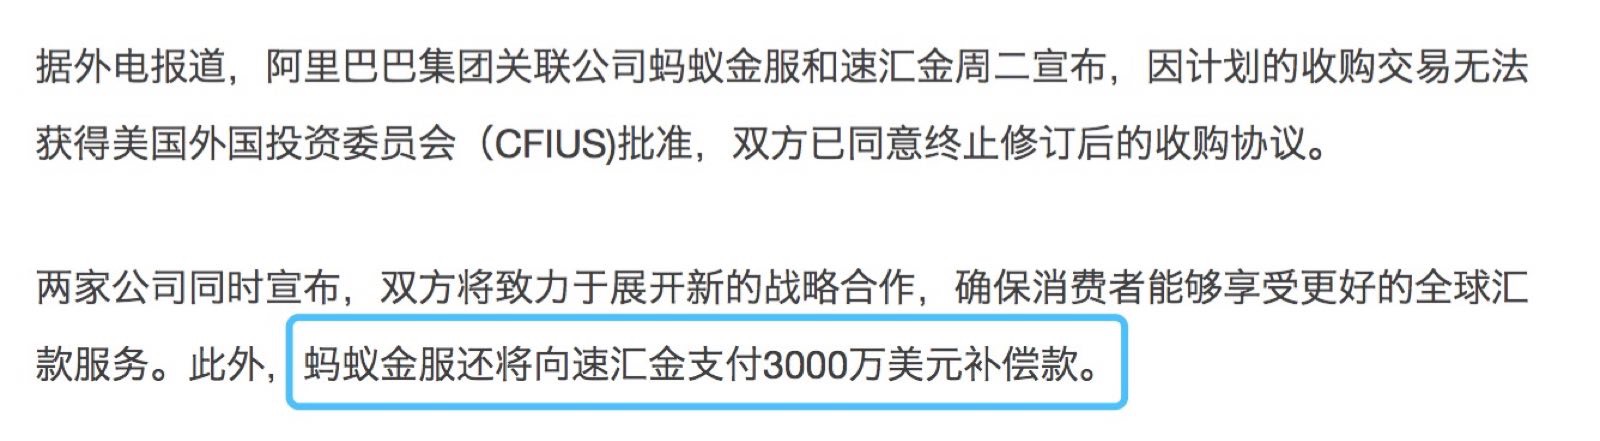 据外电报道，阿里巴巴集团关联公司蚂蚁金服和速汇金周二宣布，因计划的收购交易无法
获得美国外国投资委员会（CFIUS)批准，双方已同意终止修订后的收购协议。
两家公司同时宣布，双方将致力于展开新的战略合作，确保消费者能够享受更好的全球汇
款服务。此外，蚂蚁金服还将向速汇金支付3000万美元补偿款。